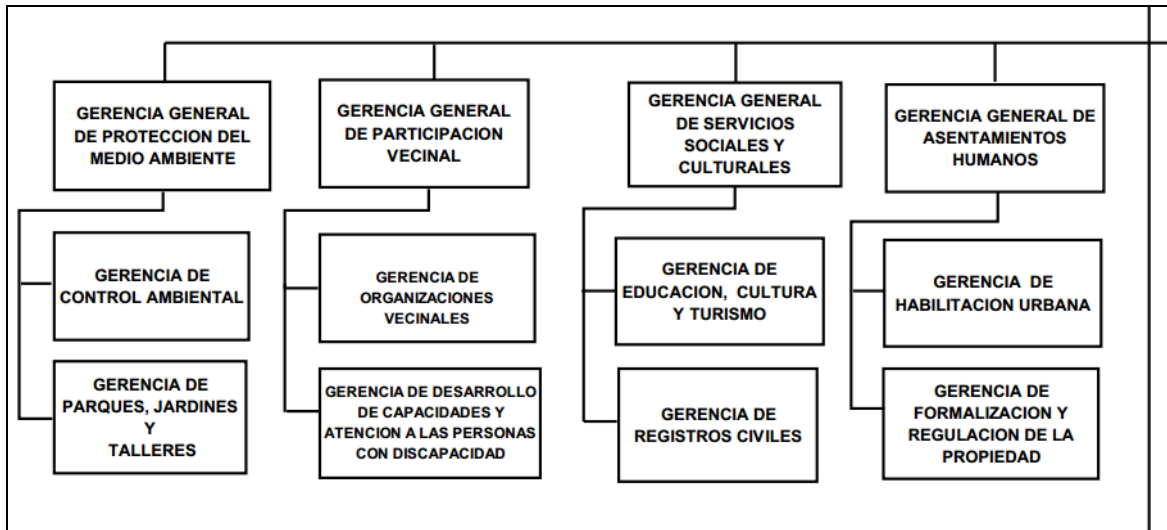 GERENCIA GENERAL
DE PROTECCION DEL
MEDIO AMBIENTE
GERENCIA GENERAL
DE PARTICIPACION
VECINAL
GERENCIA GENERAL
DE SERVICIOS
SOCIALES Y
CULTURALES
GERENCIA GENERAL DE
ASENTAMIENTOS
HUMANOS
GERENCIA DE
CONTROL AMBIENTAL
GERENCIA DE
ORGANIZACIONES
VECINALES
GERENCIA DE
EDUCACION, CULTURA
Y TURISMO
GERENCIA DE
HABILITACION URBANA
GERENCIA DE
PARQUES, JARDINES
Y
TALLERES
GERENCIA DE DESARROLLO
DE CAPACIDADES Y
ATENCION A LAS PERSONAS
CON DISCAPACIDAD
GERENCIA DE
REGISTROS CIVILES
GERENCIA DE
FORMALIZACION Y
REGULACION DE LA
PROPIEDAD